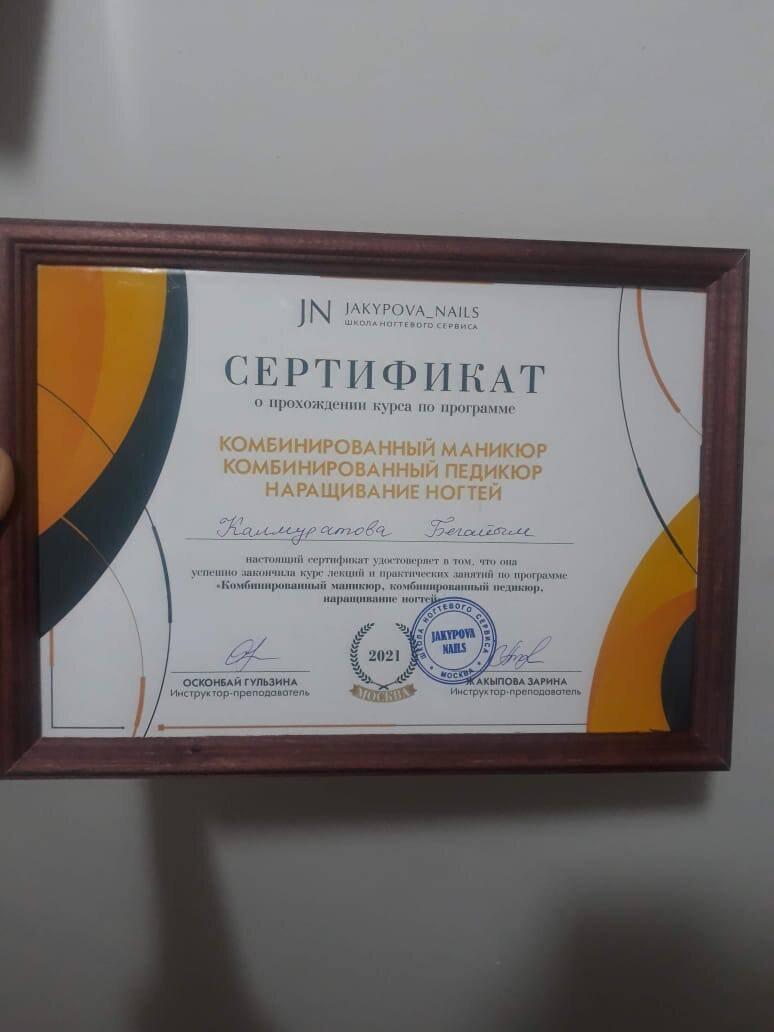 JN JAKYPOVA_NAILS
ШКОЛА НОГТЕВОГО СЕРВИСА
СЕРТИФИКАТ
о прохождении курса по программе
КОМБИНИРОВАННЫЙ МАНИКЮР
КОМБИНИРОВАННЫЙ ПЕДИКЮР
НАРАЩИВАНИЕ НОГТЕЙ
Калмуратова Бегайым
настоящий сертификат удостоверяет в том, что она
успешно закончила курс лекций и практических занятий по программе
«Комбинированный маникюр, комбинированный педикюр,
наращивание ногтей
ШКОЛА НОГТЕВОГО СЕРВИСА
JAKYPOVA
NAILS
МОСКВА
2021
МОСКВА
ОСКОНБАЙ ГУЛЬЗИНА
Инструктор-преподаватель
ЖАКЫПОВА ЗАРИНА
Инструктор-преподаватель